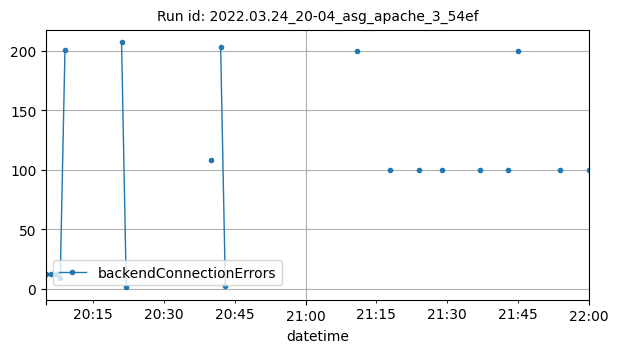 Run id: 2022.03.24_20-04_asg_apache_3_54ef
200
150
100
50
0
backendConnectionErrors
20:15 20:30 20:45 21:00 21:15 21:30 21:45 22:00
datetime